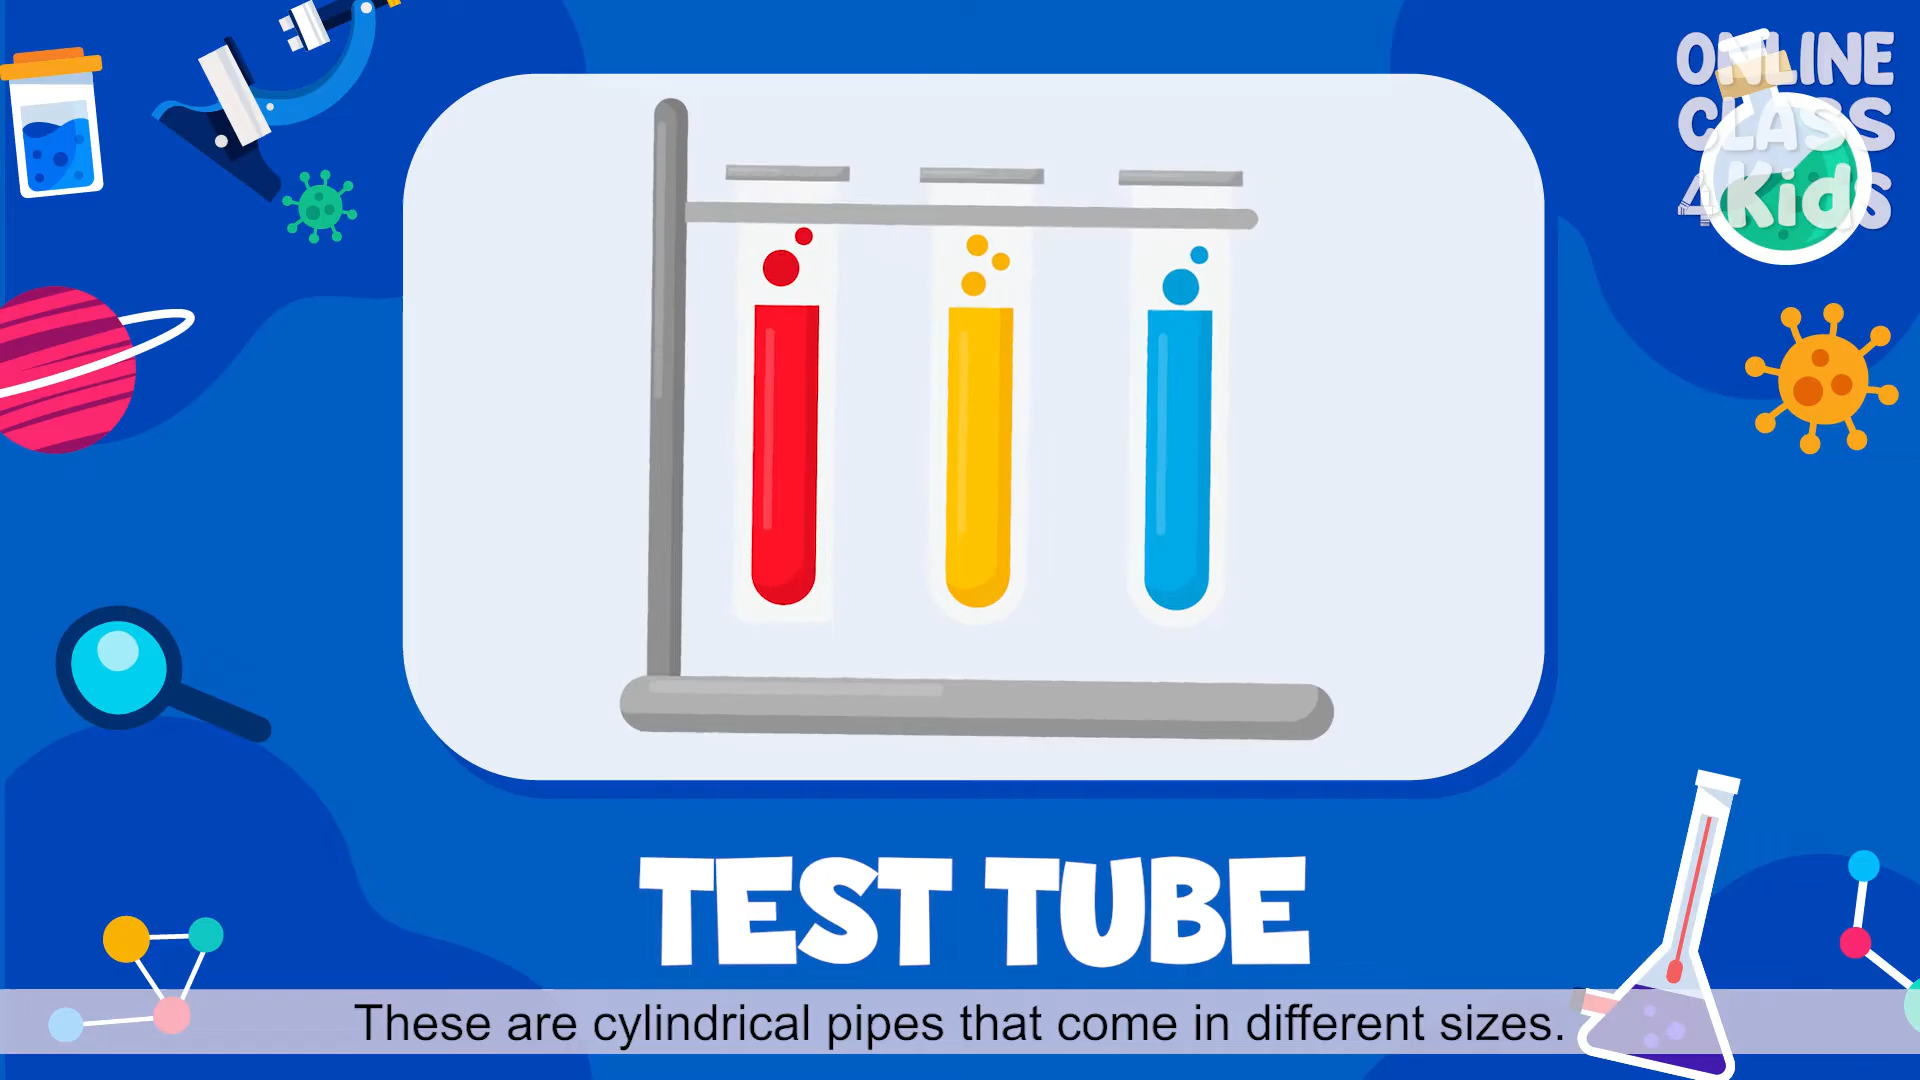 ONLINE
CLASS
4Kids
TEST TUBE
These are cylindrical pipes that come in different sizes.